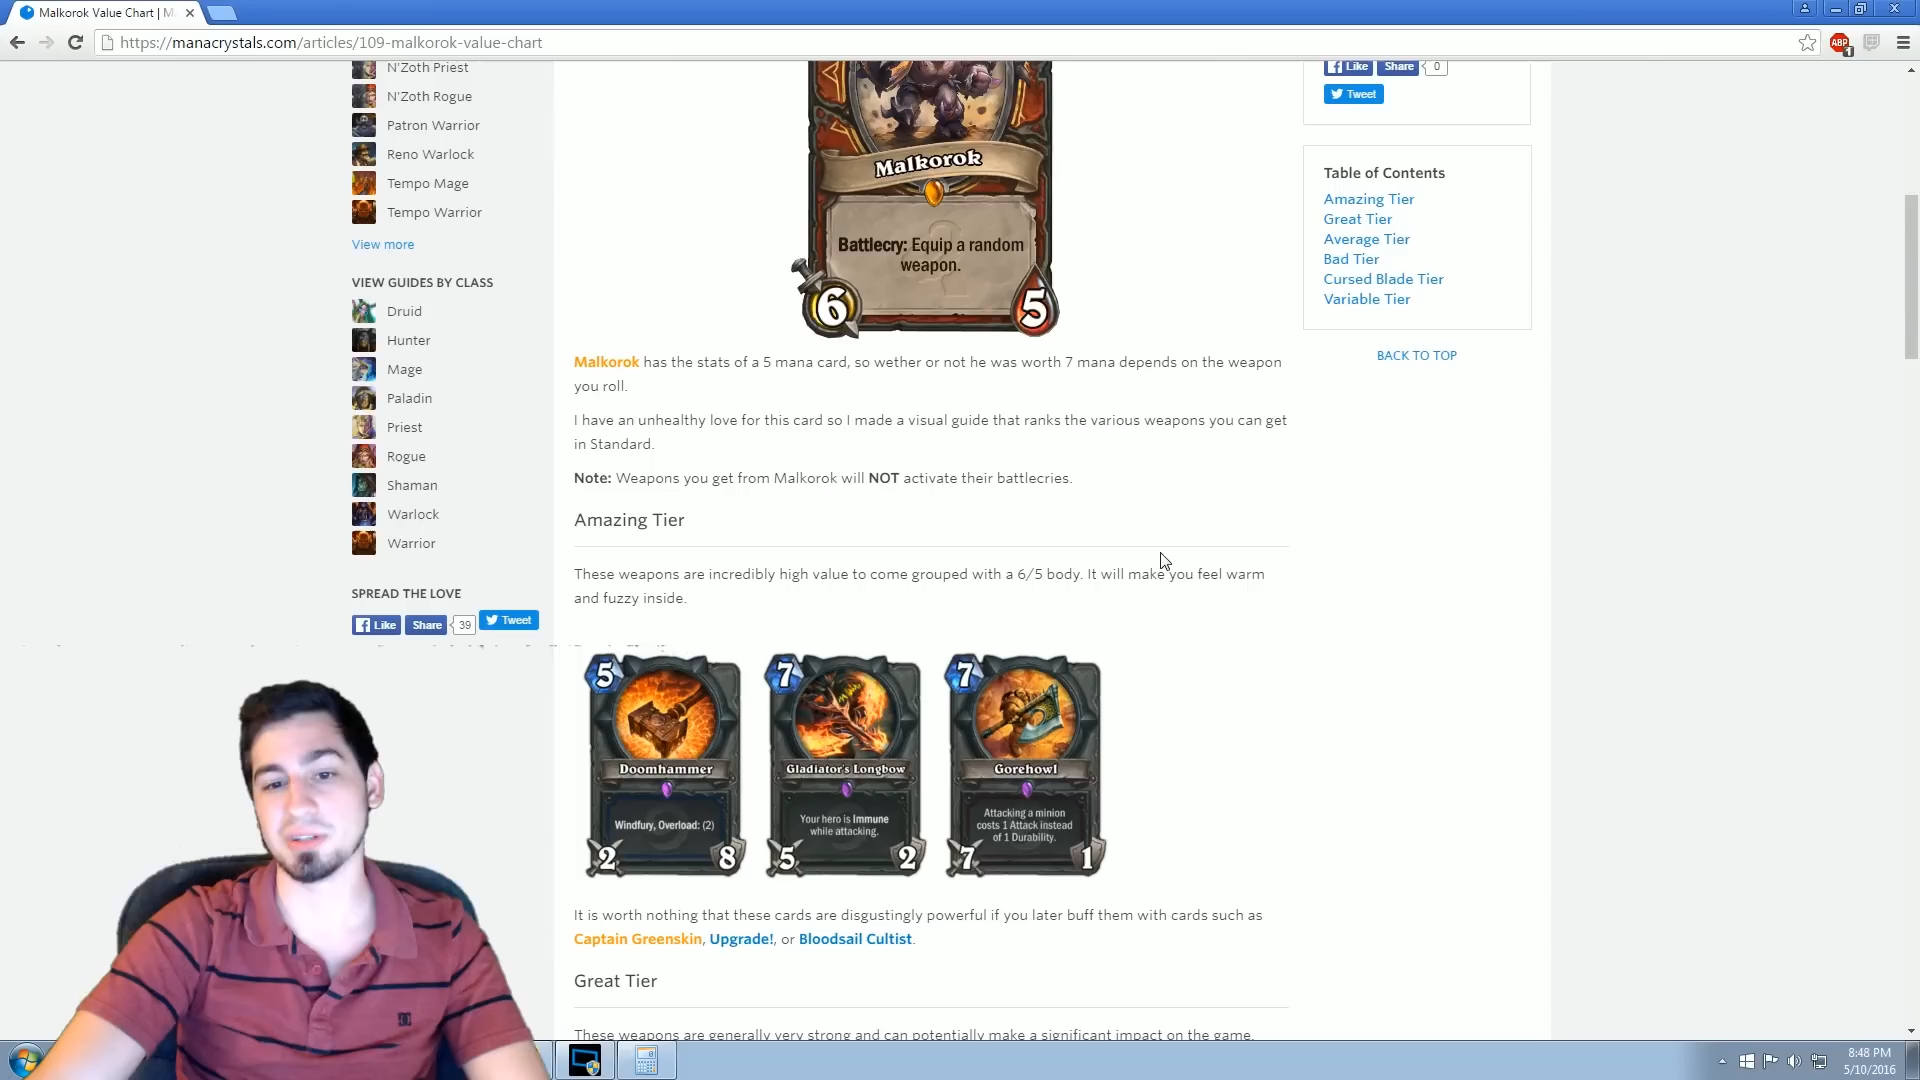 Malkorok Value Chart | M
https://manacrystals.com/articles/109-malkorok-value-chart
ABP
1
N'Zoth Priest
N'Zoth Rogue
Patron Warrior
Reno Warlock
Tempo Mage
Tempo Warrior
View more
VIEW GUIDES BY CLASS
Druid
Hunter
Mage
Paladin
Priest
Rogue
Shaman
Warlock
Warrior
SPREAD THE LOVE
Like
Share
39
Tweet
Malkorok
Battlecry: Equip a random
weapon.
6
5
Malkorok has the stats of a 5 mana card, so wether or not he was worth 7 mana depends on the weapon
you roll.
I have an unhealthy love for this card so I made a visual guide that ranks the various weapons you can get
in Standard.
Note: Weapons you get from Malkorok will NOT activate their battlecries.
Amazing Tier
These weapons are incredibly high value to come grouped with a 6/5 body. It will make you feel warm
and fuzzy inside.
5
Doomhammer
Windfury, Overload: (2)
2
8
7
Gladiator's Longbow
Your hero is Immune
while attacking.
5
2
7
Gorehowl
Attacking a minion
costs 1 Attack instead
of 1 Durability.
7
1
It is worth nothing that these cards are disgustingly powerful if you later buff them with cards such as
Captain Greenskin, Upgrade!, or Bloodsail Cultist.
Great Tier
These weapons are generally very strong and can potentially make a significant impact on the game.
Like
Share
0
Tweet
Table of Contents
Amazing Tier
Great Tier
Average Tier
Bad Tier
Cursed Blade Tier
Variable Tier
BACK TO TOP
8:48 PM
5/10/2016